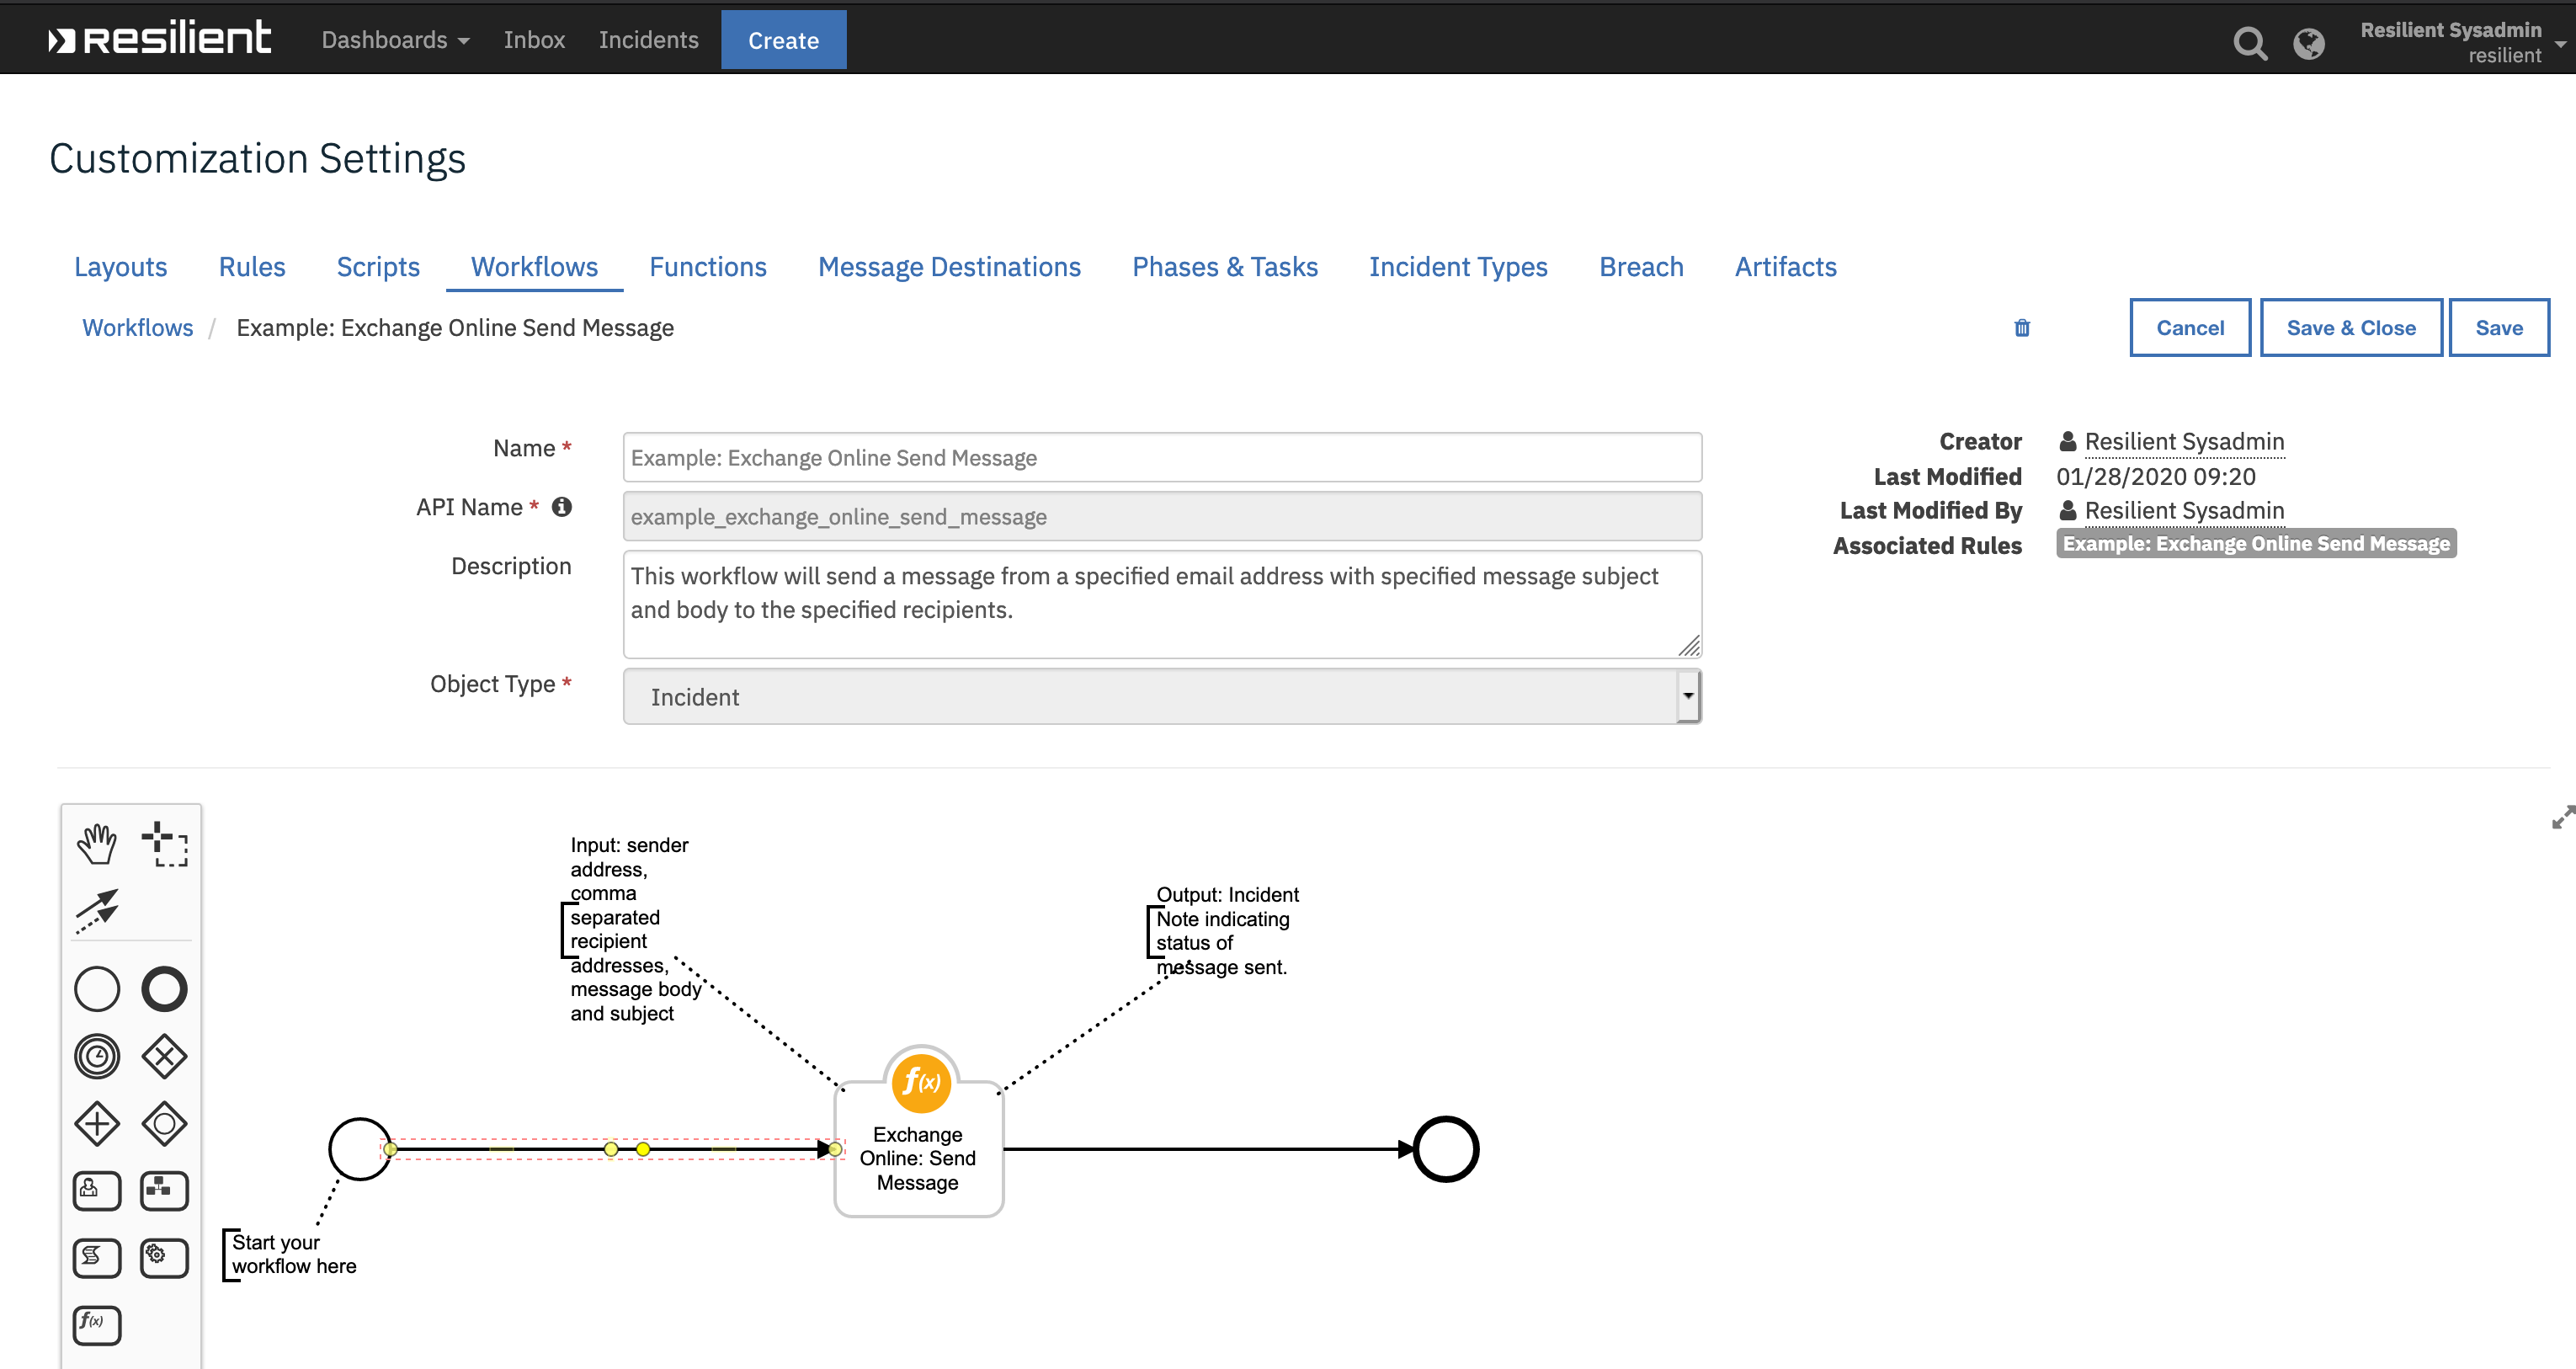 resilient
Dashboards
Inbox
Incidents
Create
Resilient Sysadmin
resilient
Customization Settings
Layouts
Rules
Scripts
Workflows
Functions
Message Destinations
Phases & Tasks
Incident Types
Breach
Artifacts
Workflows / Example: Exchange Online Send Message
Cancel
Save & Close
Save
Name *
Example: Exchange Online Send Message
API Name *
example_exchange_online_send_message
Description
This workflow will send a message from a specified email address with specified message subject
and body to the specified recipients.
Object Type *
Incident
Creator
Resilient Sysadmin
Last Modified
01/28/2020 09:20
Last Modified By
Resilient Sysadmin
Associated Rules
Example: Exchange Online Send Message
Input: sender
address,
comma
separated
recipient
addresses,
message body
and subject
Output: Incident
Note indicating
status of
message sent.
f(x)
Exchange
Online: Send
Message
Start your
workflow here
f(x)